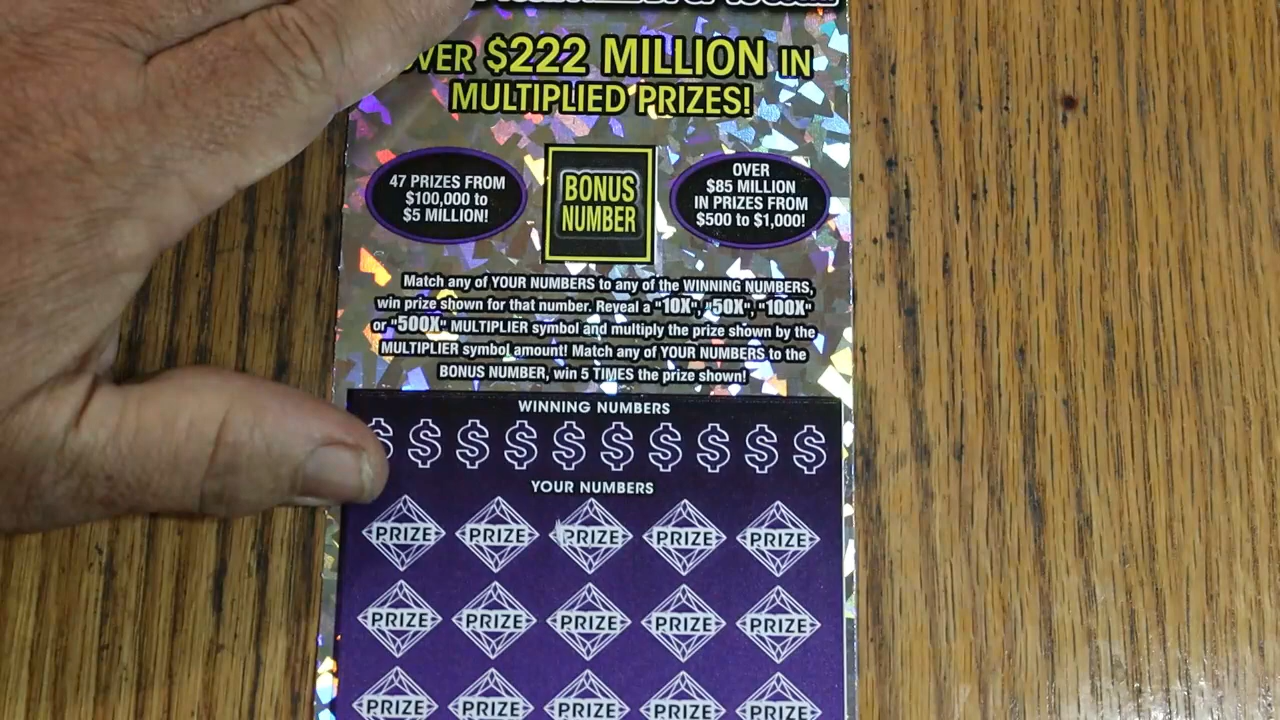 OVER $222 MILLION IN
MULTIPLIED PRIZES!
47 PRIZES FROM
$100,000 to
$5 MILLION!
BONUS
NUMBER
OVER
$85 MILLION
IN PRIZES FROM
$500 to $1,000!
Match any of YOUR NUMBERS to any of the WINNING NUMBERS,
win prize shown for that number. Reveal a "10X", "50X", "100X"
or "500X" MULTIPLIER symbol and multiply the prize shown by the
MULTIPLIER symbol amount! Match any of YOUR NUMBERS to the
BONUS NUMBER, win 5 TIMES the prize shown!
WINNING NUMBERS
$ $ $ $ $ $ $ $ $ $
YOUR NUMBERS
PRIZE PRIZE PRIZE PRIZE PRIZE
PRIZE PRIZE PRIZE PRIZE PRIZE
PRIZE PRIZE PRIZE PRIZE PRIZE